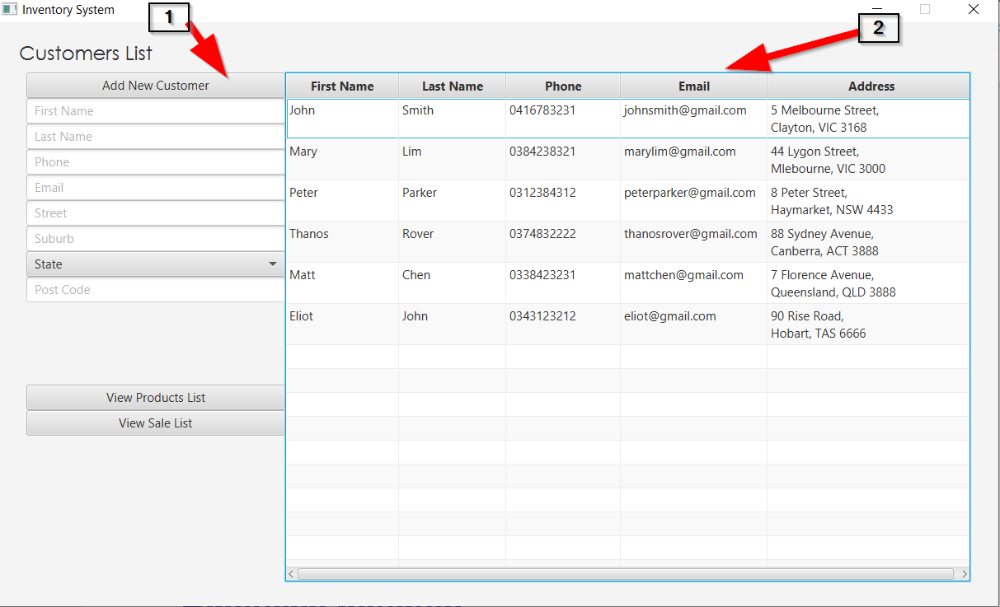 Inventory System
1
2
Customers List
Add New Customer
First Name
Last Name
Phone
Email
Street
Suburb
State
Post Code
View Products List
View Sale List
First Name Last Name Phone Email Address
John Smith 0416783231 johnsmith@gmail.com 5 Melbourne Street,
Clayton, VIC 3168
Mary Lim 0384238321 marylim@gmail.com 44 Lygon Street,
Mlebourne, VIC 3000
Peter Parker 0312384312 peterparker@gmail.com 8 Peter Street,
Haymarket, NSW 4433
Thanos Rover 0374832222 thanosrover@gmail.com 88 Sydney Avenue,
Canberra, ACT 3888
Matt Chen 0338423231 mattchen@gmail.com 7 Florence Avenue,
Queensland, QLD 3888
Eliot John 0343123212 eliot@gmail.com 90 Rise Road,
Hobart, TAS 6666